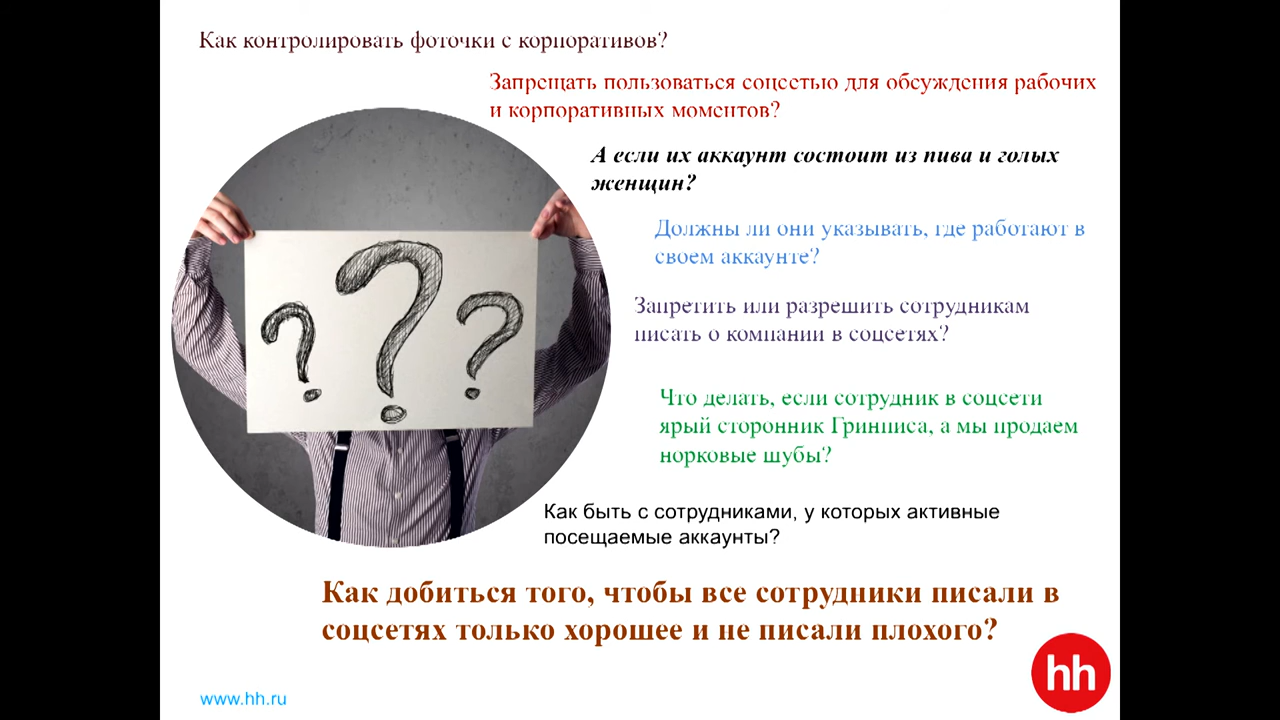 Как контролировать фоточки с корпоративов?
Запрещать пользоваться соцсетью для обсуждения рабочих
и корпоративных моментов?
А если их аккаунт состоит из пива и голых
женщин?
Должны ли они указывать, где работают в
своем аккаунте?
Запретить или разрешить сотрудникам
писать о компании в соцсетях?
Что делать, если сотрудник в соцсети
ярый сторонник Гринписа, а мы продаем
норковые шубы?
? ? ?
Как быть с сотрудниками, у которых активные
посещаемые аккаунты?
Как добиться того, чтобы все сотрудники писали в
соцсетях только хорошее и не писали плохого?
hh
www.hh.ru